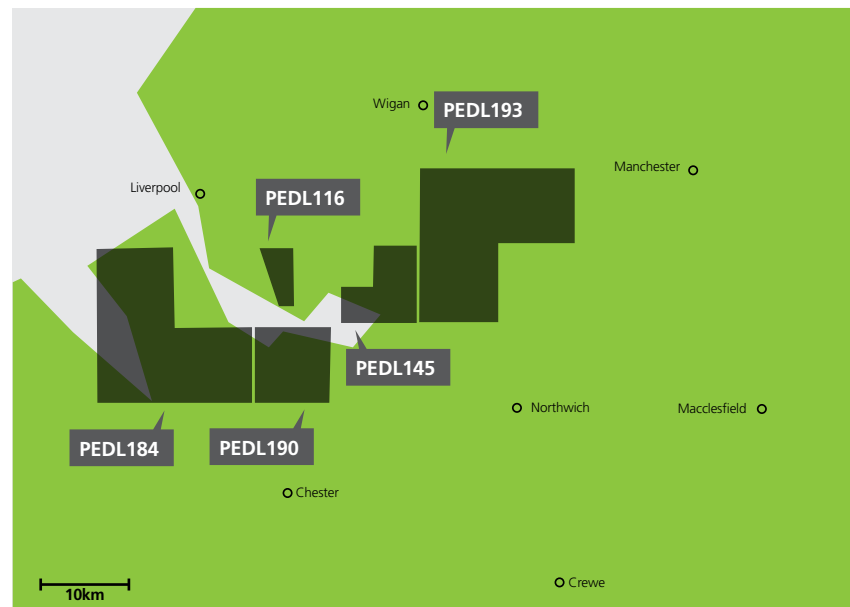 Wigan
PEDL193
Manchester
Liverpool
PEDL116
PEDL145
Northwich
Macclesfield
PEDL184
PEDL190
Chester
Crewe
10km